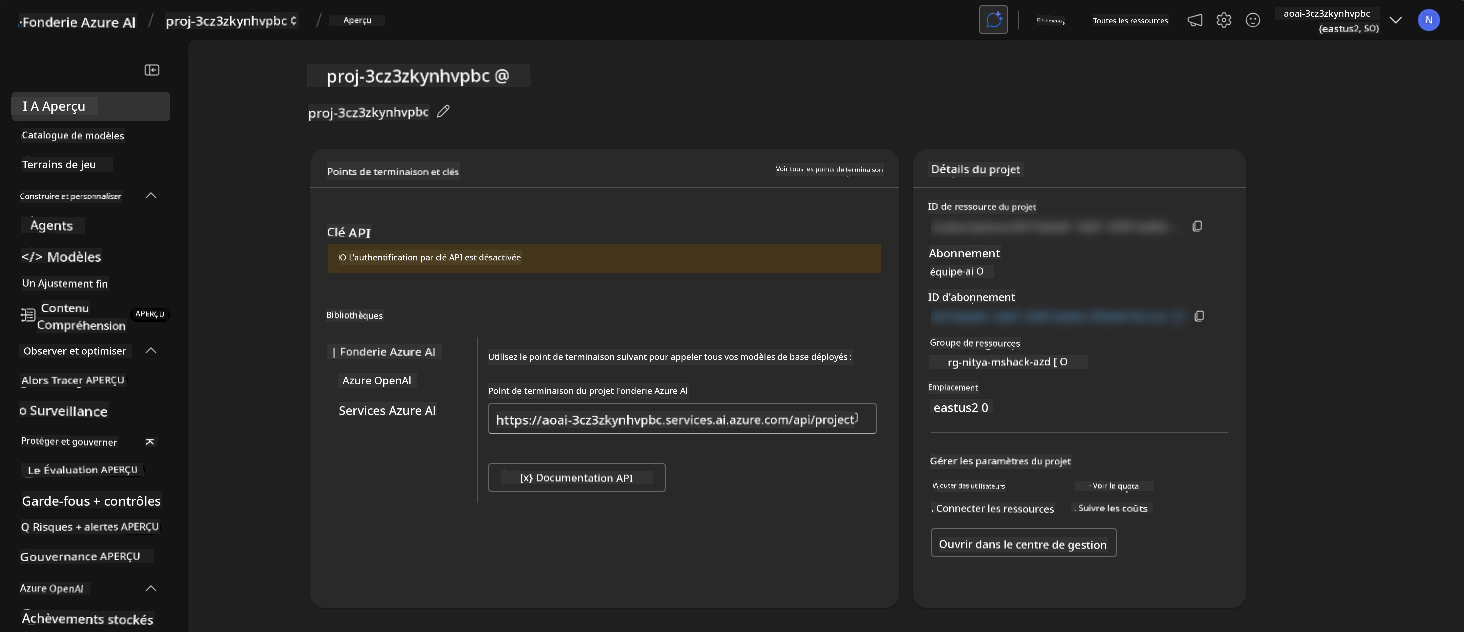 Fonderie Azure AI / proj-3cz3zkynhvpbc / Aperçu
Toutes les ressources
aoai-3cz3zkynhvpbc
(eastus2, SO)
N
I A Aperçu
Catalogue de modèles
Terrains de jeu
Construire et personnaliser
Agents
</> Modèles
Un Ajustement fin
Contenu
Compréhension
APERÇU
Observer et optimiser
Alors Tracer APERÇU
o Surveillance
Protéger et gouverner
Le Évaluation APERÇU
Garde-fous + contrôles
Q Risques + alertes APERÇU
Gouvernance APERÇU
Azure OpenAI
Achèvements stockés
proj-3cz3zkynhvpbc @
proj-3cz3zkynhvpbc
Points de terminaison et clés
Voir tous les points de terminaison
Clé API
L'authentification par clé API est désactivée
Bibliothèques
| Fonderie Azure AI
Azure OpenAI
Services Azure AI
Utilisez le point de terminaison suivant pour appeler tous vos modèles de base déployés :
Point de terminaison du projet Fonderie Azure AI
https://aoai-3cz3zkynhvpbc.services.ai.azure.com/api/project
[x} Documentation API
Détails du projet
ID de ressource du projet
Abonnement
équipe-ai O
ID d'abonnement
Groupe de ressources
rg-nitya-mshack-azd [ O
Emplacement
eastus2 0
Gérer les paramètres du projet
Ajouter des utilisateurs
· Voir le quota
. Connecter les ressources
. Suivre les coûts
Ouvrir dans le centre de gestion